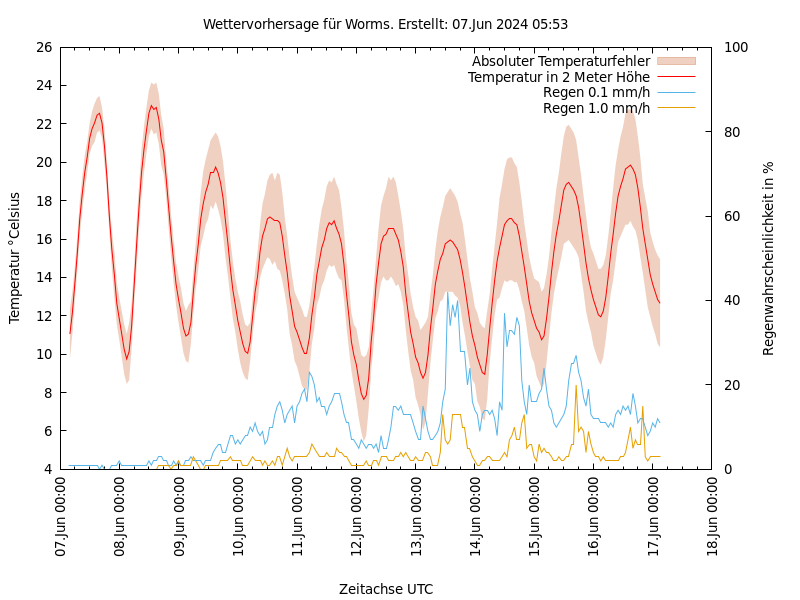 Wettervorhersage für Worms. Erstellt: 07.Jun 2024 05:53
Absoluter Temperaturfehler
Temperatur in 2 Meter Höhe
Regen 0.1 mm/h
Regen 1.0 mm/h
Temperatur °Celsius
26
24
22
20
18
16
14
12
10
8
6
4
100
80
60
40
20
0
Regenwahrscheinlichkeit in %
07.Jun 00:00
08.Jun 00:00
09.Jun 00:00
10.Jun 00:00
11.Jun 00:00
12.Jun 00:00
13.Jun 00:00
14.Jun 00:00
15.Jun 00:00
16.Jun 00:00
17.Jun 00:00
18.Jun 00:00
Zeitachse UTC